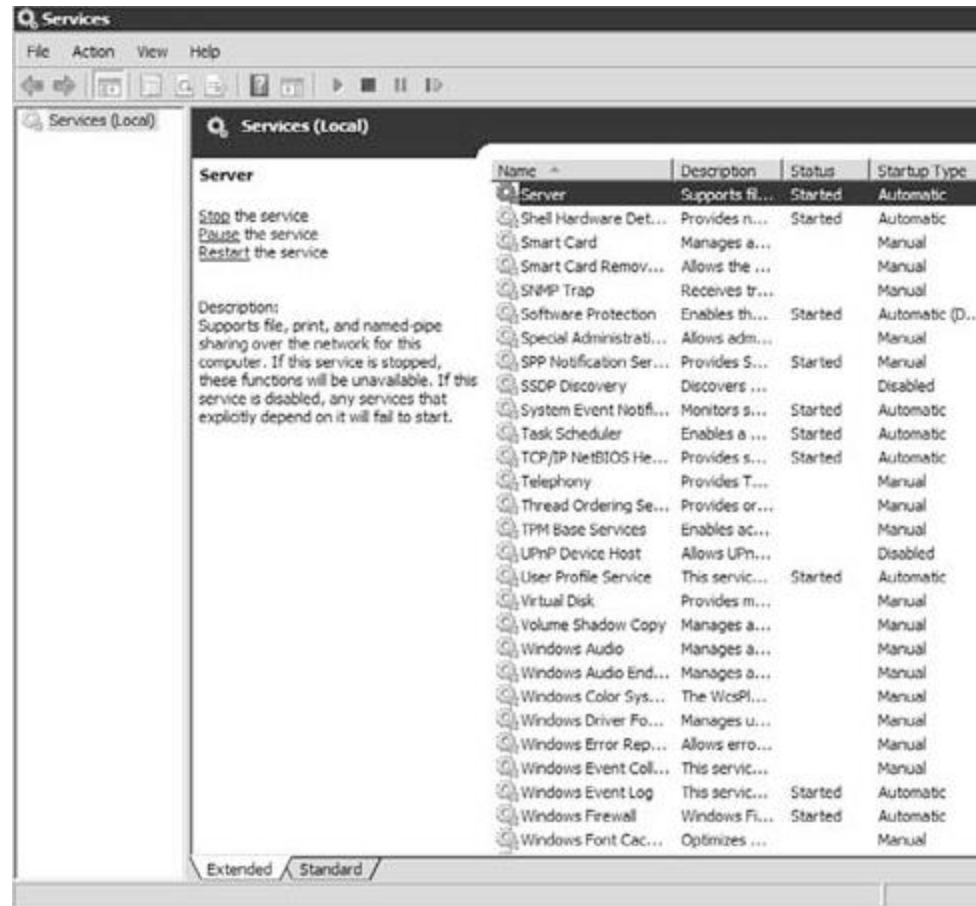 Services
File Action View Help
Services (Local)
Services (Local)
Server
Stop the service
Pause the service
Restart the service
Description:
Supports file, print, and named-pipe
sharing over the network for this
computer. If this service is stopped,
these functions will be unavailable. If this
service is disabled, any services that
explicitly depend on it will fail to start.
Name Description Status Startup Type
Server Supports fil... Started Automatic
Shell Hardware Det... Provides n... Started Automatic
Smart Card Manages a... Manual
Smart Card Remov... Allows the ... Manual
SNMP Trap Receives tr... Manual
Software Protection Enables th... Started Automatic (D...
Special Administrati... Allows adm... Manual
SPP Notification Ser... Provides S... Started Manual
SSDP Discovery Discovers ... Disabled
System Event Notifi... Monitors s... Started Automatic
Task Scheduler Enables a ... Started Automatic
TCP/IP NetBIOS He... Provides s... Started Automatic
Telephony Provides T... Manual
Thread Ordering Se... Provides or... Manual
TPM Base Services Enables ac... Manual
UPnP Device Host Allows UPn... Disabled
User Profile Service This servic... Started Automatic
Virtual Disk Provides m... Manual
Volume Shadow Copy Manages a... Manual
Windows Audio Manages a... Manual
Windows Audio End... Manages a... Manual
Windows Color Sys... The WcsPl... Manual
Windows Driver Fo... Manages u... Manual
Windows Error Rep... Allows erro... Manual
Windows Event Coll... This servic... Manual
Windows Event Log This servic... Started Automatic
Windows Firewall Windows Fi... Started Automatic
Windows Font Cac... Optimizes ... Manual
Extended Standard